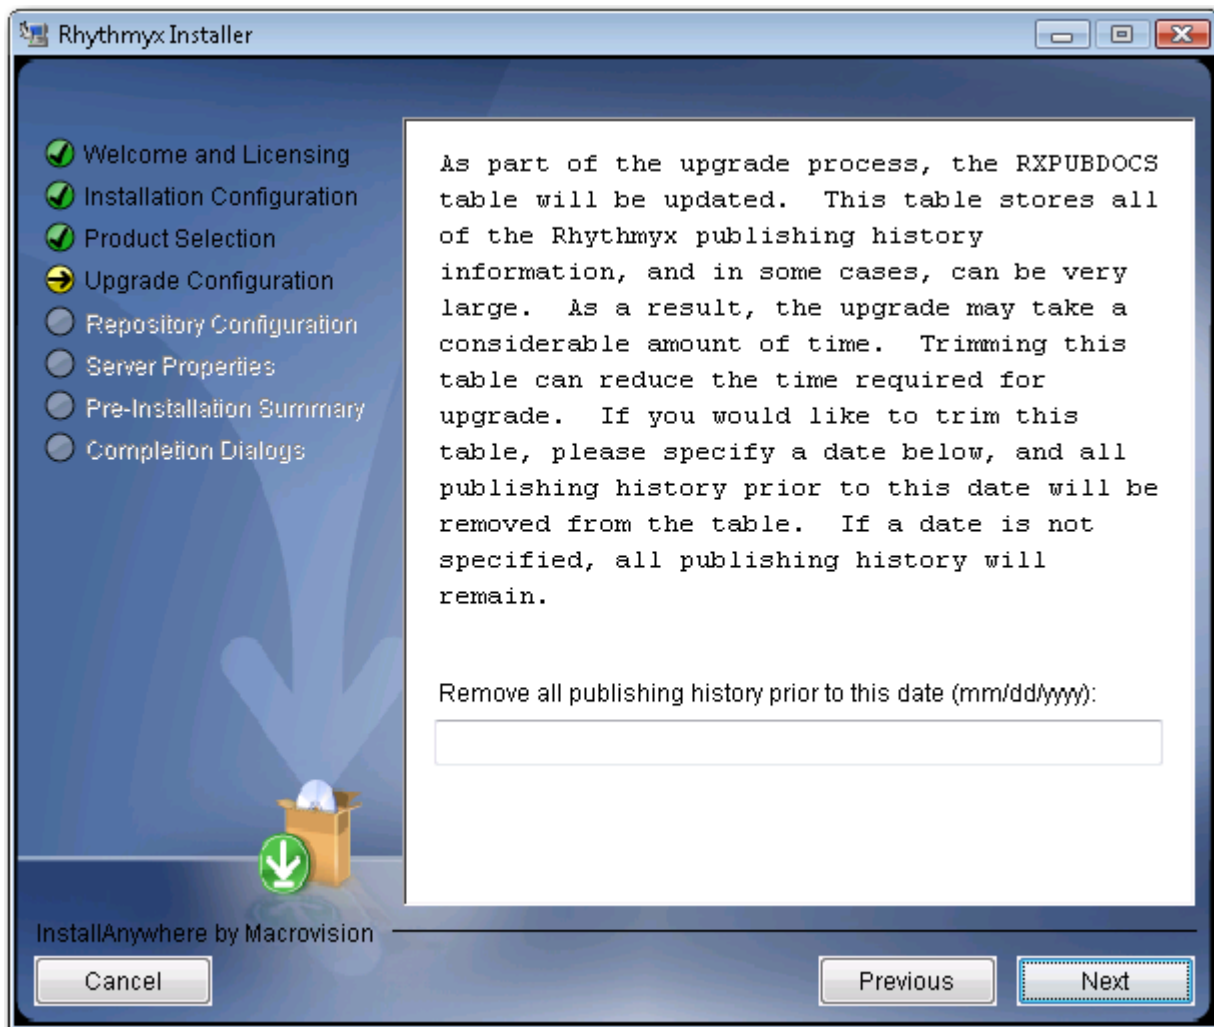 Rhythmyx Installer
Welcome and Licensing
Installation Configuration
Product Selection
Upgrade Configuration
Repository Configuration
Server Properties
Pre-Installation Summary
Completion Dialogs
As part of the upgrade process, the RXPUBDOCS
table will be updated.  This table stores all
of the Rhythmyx publishing history
information, and in some cases, can be very
large.  As a result, the upgrade may take a
considerable amount of time.  Trimming this
table can reduce the time required for
upgrade.  If you would like to trim this
table, please specify a date below, and all
publishing history prior to this date will be
removed from the table.  If a date is not
specified, all publishing history will
remain.
Remove all publishing history prior to this date (mm/dd/yyyy):
InstallAnywhere by Macrovision
Cancel
Previous
Next